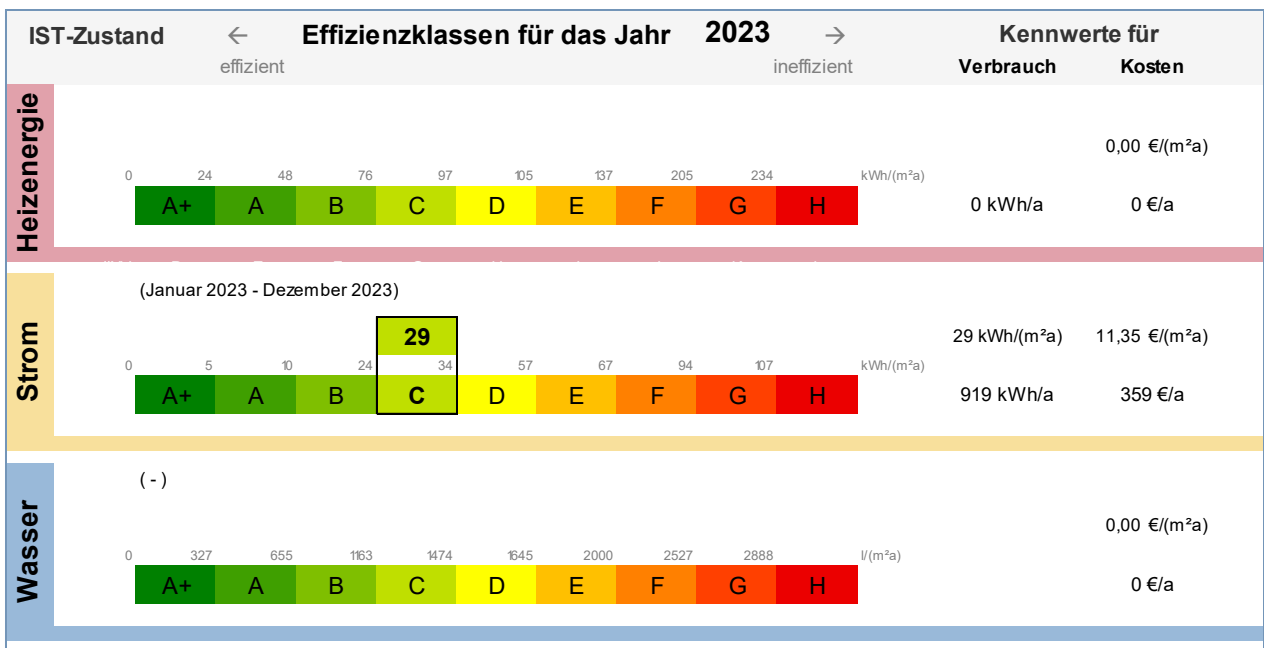 IST-Zustand ← Effizienzklassen für das Jahr 2023 → Kennwerte für
effizient ineffizient Verbrauch Kosten
Heizenergie
0,00 €/(m²a)
0 24 48 76 97 105 137 205 234 kWh/(m²a)
A+ A B C D E F G H 0 kWh/a 0 €/a
Strom
(Januar 2023 - Dezember 2023)
29 29 kWh/(m²a) 11,35 €/(m²a)
0 5 10 24 34 57 67 94 107 kWh/(m²a)
A+ A B C D E F G H 919 kWh/a 359 €/a
Wasser
( - )
0,00 €/(m²a)
0 327 655 1163 1474 1645 2000 2527 2888 l/(m²a)
A+ A B C D E F G H 0 €/a